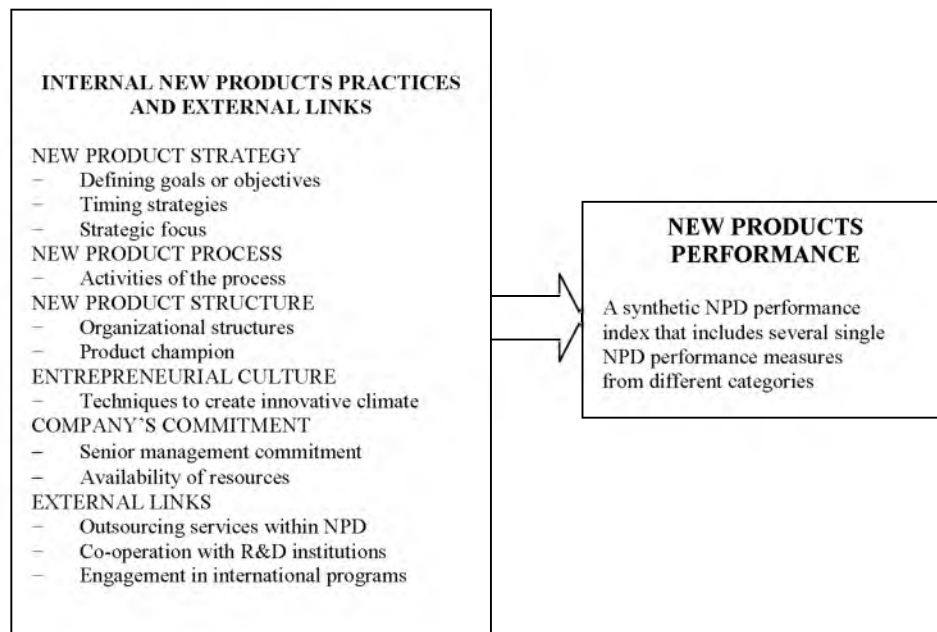 INTERNAL NEW PRODUCTS PRACTICES
AND EXTERNAL LINKS
NEW PRODUCT STRATEGY
– Defining goals or objectives
– Timing strategies
– Strategic focus
NEW PRODUCT PROCESS
– Activities of the process
NEW PRODUCT STRUCTURE
– Organizational structures
– Product champion
ENTREPRENEURIAL CULTURE
– Techniques to create innovative climate
COMPANY'S COMMITMENT
– Senior management commitment
– Availability of resources
EXTERNAL LINKS
– Outsourcing services within NPD
– Co-operation with R&D institutions
– Engagement in international programs
NEW PRODUCTS
PERFORMANCE
A synthetic NPD performance
index that includes several single
NPD performance measures
from different categories